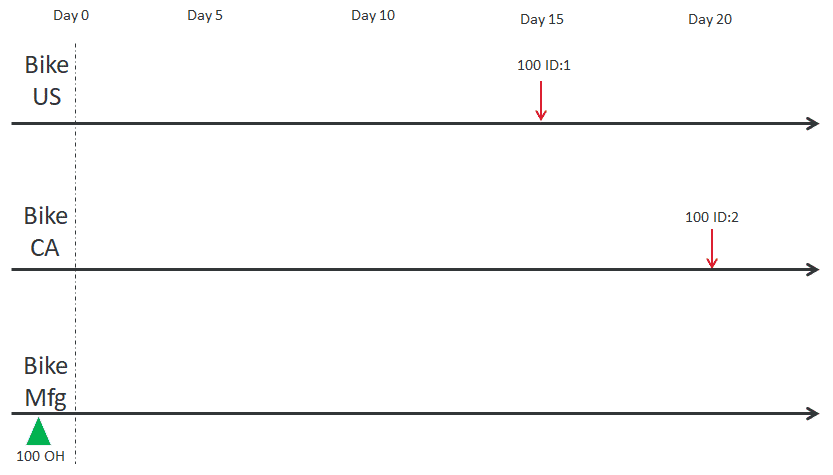 Day 0
Day 5
Day 10
Day 15
Day 20
Bike
US
100 ID:1
Bike
CA
100 ID:2
Bike
Mfg
100 OH